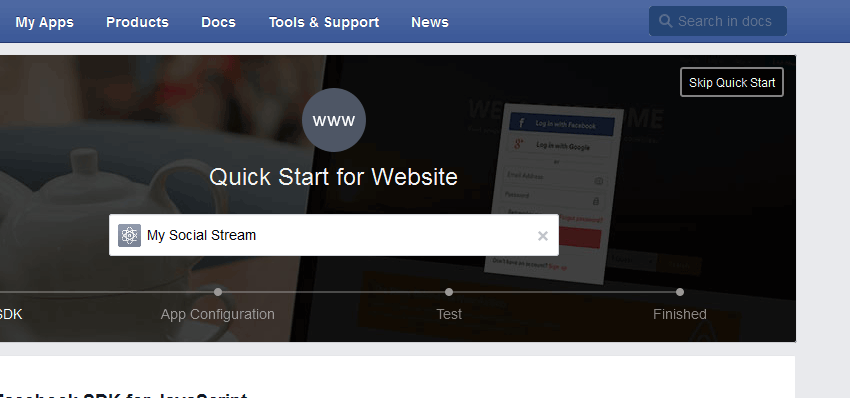 My Apps Products Docs Tools & Support News Search in docs
Skip Quick Start
WWW
Quick Start for Website
Log in with Facebook
Log in with Google
Email Address
Password
Forgot password?
Don't have an account? Sign up
My Social Stream
SDK App Configuration Test Finished
Facebook SDK for JavaScript